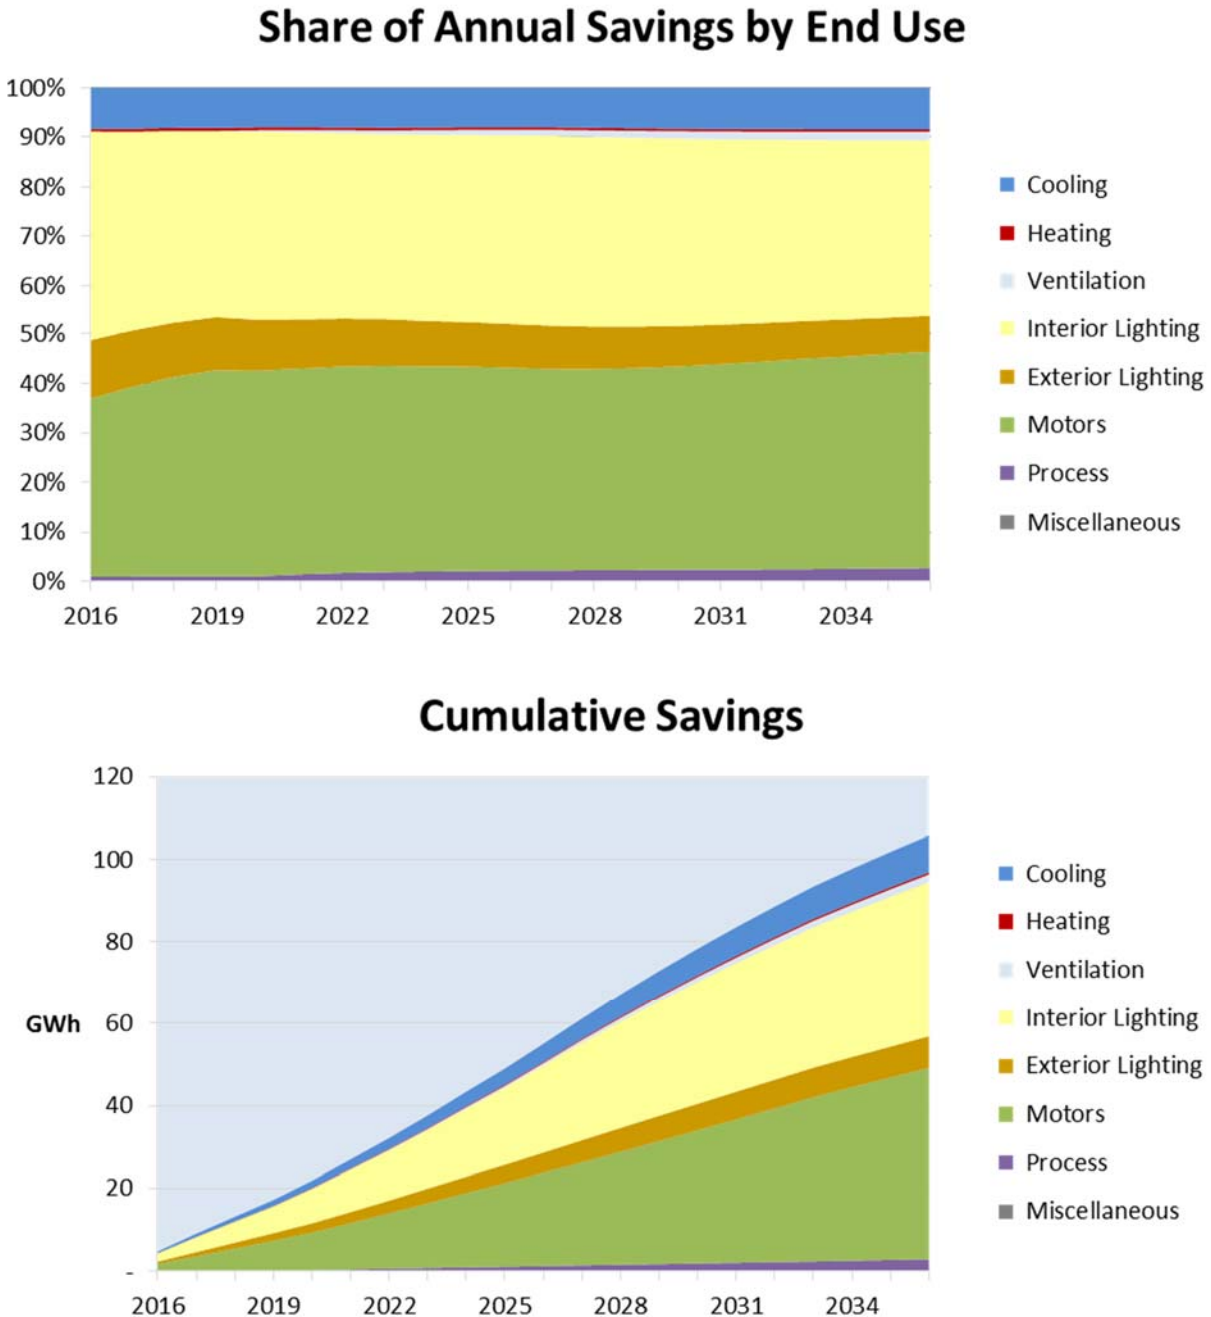 Share of Annual Savings by End Use
100%
90%
80%
70%
60%
50%
40%
30%
20%
10%
0%
2016 2019 2022 2025 2028 2031 2034
Cooling
Heating
Ventilation
Interior Lighting
Exterior Lighting
Motors
Process
Miscellaneous
Cumulative Savings
GWh
120
100
80
60
40
20
-
2016 2019 2022 2025 2028 2031 2034
Cooling
Heating
Ventilation
Interior Lighting
Exterior Lighting
Motors
Process
Miscellaneous